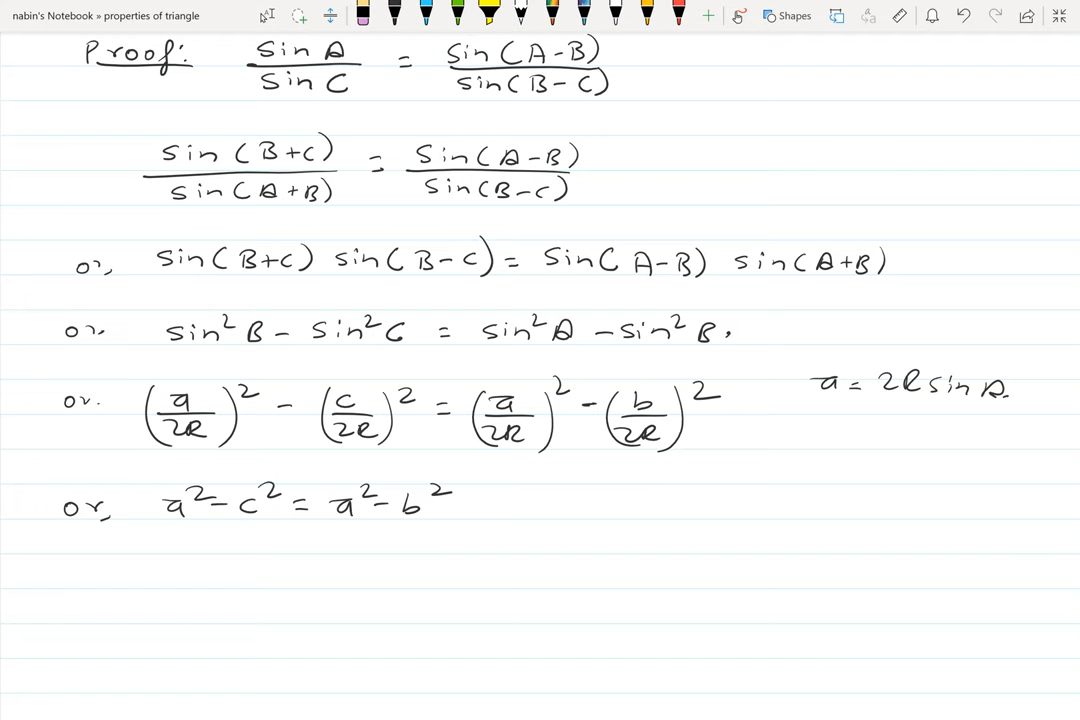 nabin's Notebook » properties of triangle
Shapes
Proof: sin A / sin C = sin(A-B) / sin(B-C)
sin(B+C) / sin(A+B) = sin(A-B) / sin(B-C)
or, sin(B+C) sin(B-C) = sin(A-B) sin(A+B)
or, sin²B - sin²C = sin²A - sin²B.
or. (a/2R)² - (c/2R)² = (a/2R)² - (b/2R)² a = 2R sin A.
or, a² - c² = a² - b²